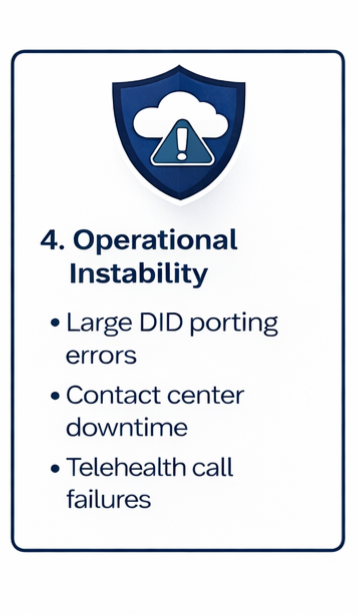 4. Operational
Instability
• Large DID porting
errors
• Contact center
downtime
• Telehealth call
failures